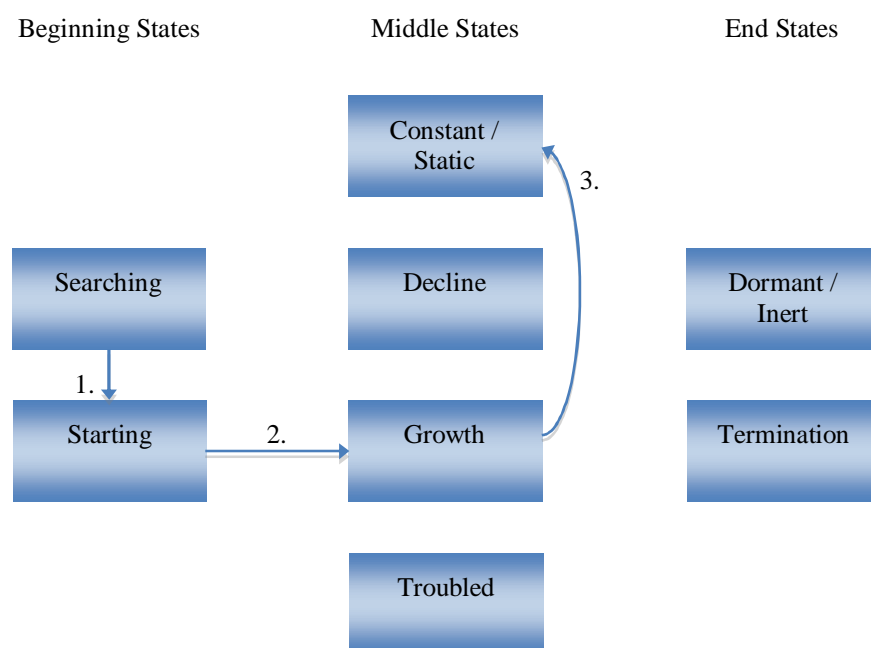 Beginning States
Middle States
End States
Constant /
Static
3.
Searching
Decline
Dormant /
Inert
1.
Starting
2.
Growth
Termination
Troubled